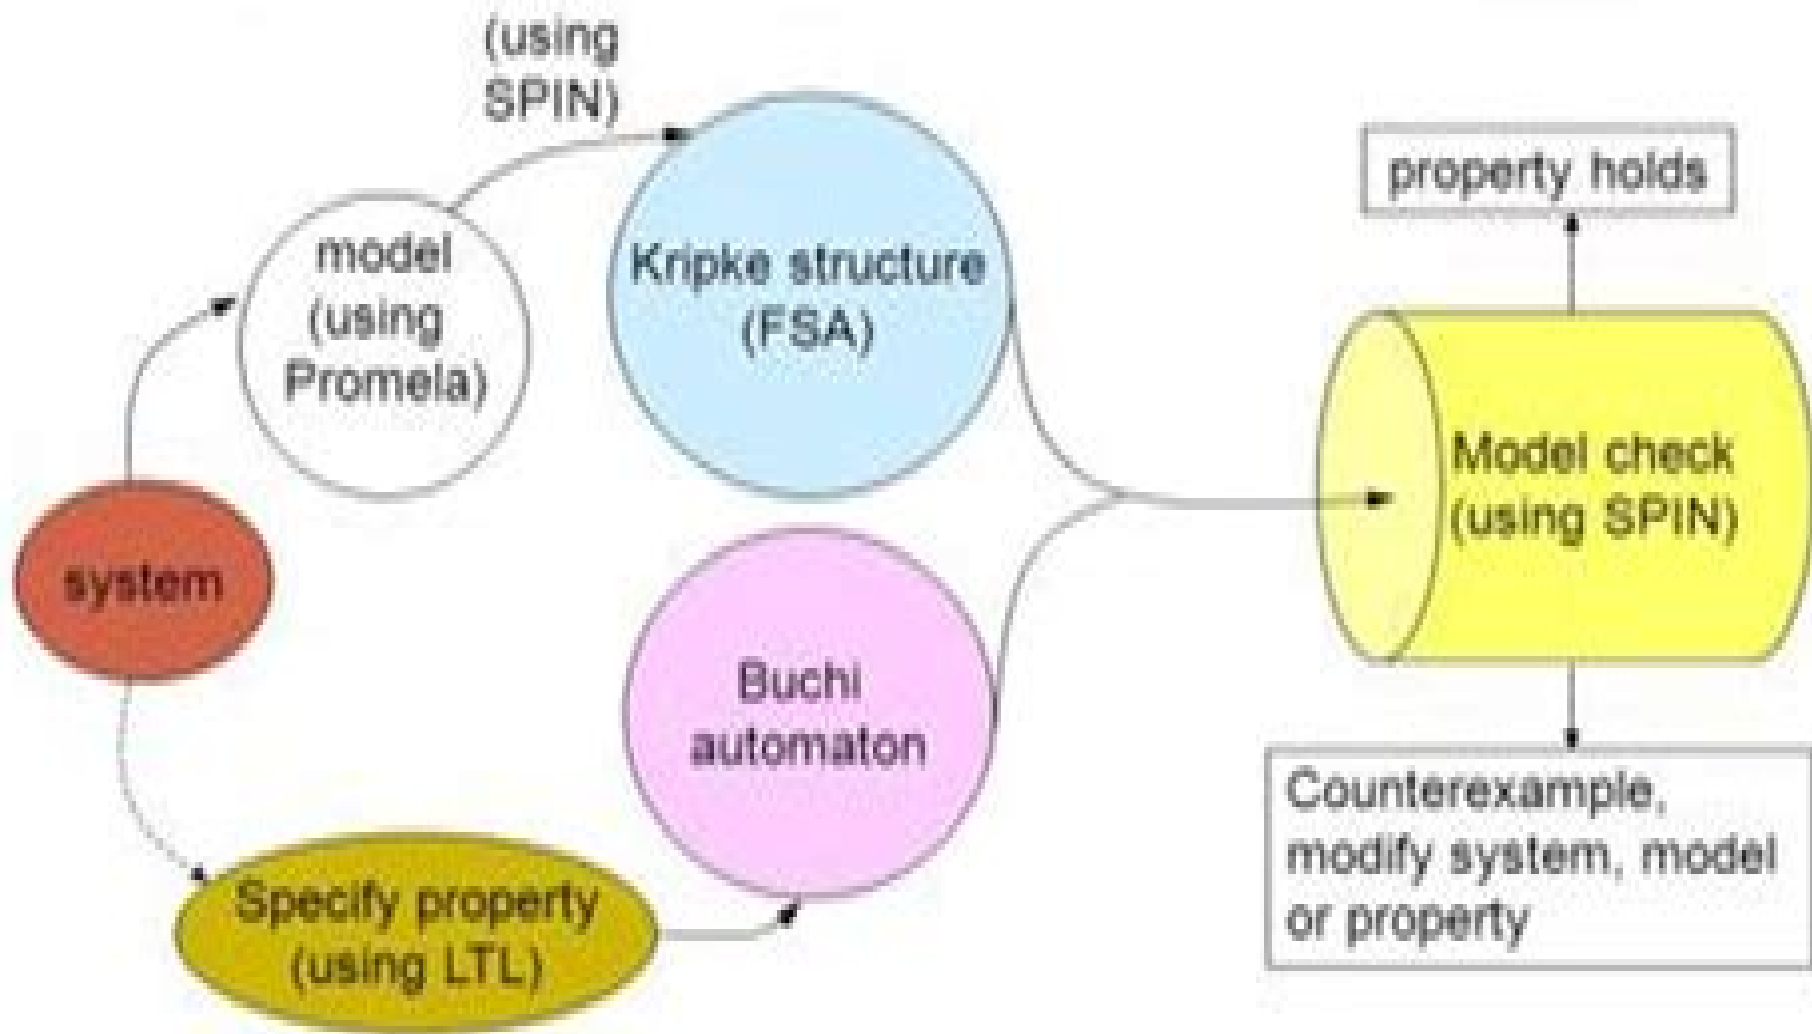 (using
SPIN)
model
(using
Promela)
Kripke structure
(FSA)
property holds
Model check
(using SPIN)
system
Buchi
automaton
Specify property
(using LTL)
Counterexample,
modify system, model
or property